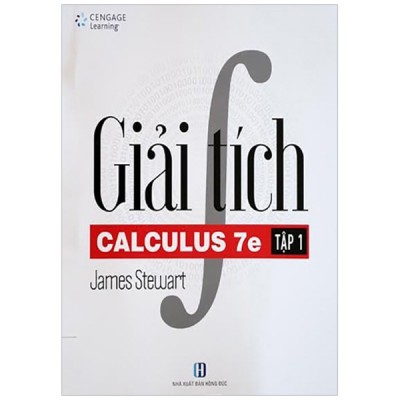 CENGAGE
Learning
Giải tích
CALCULUS 7e TẬP 1
James Stewart
H
NHÀ XUẤT BẢN HỒNG ĐỨC